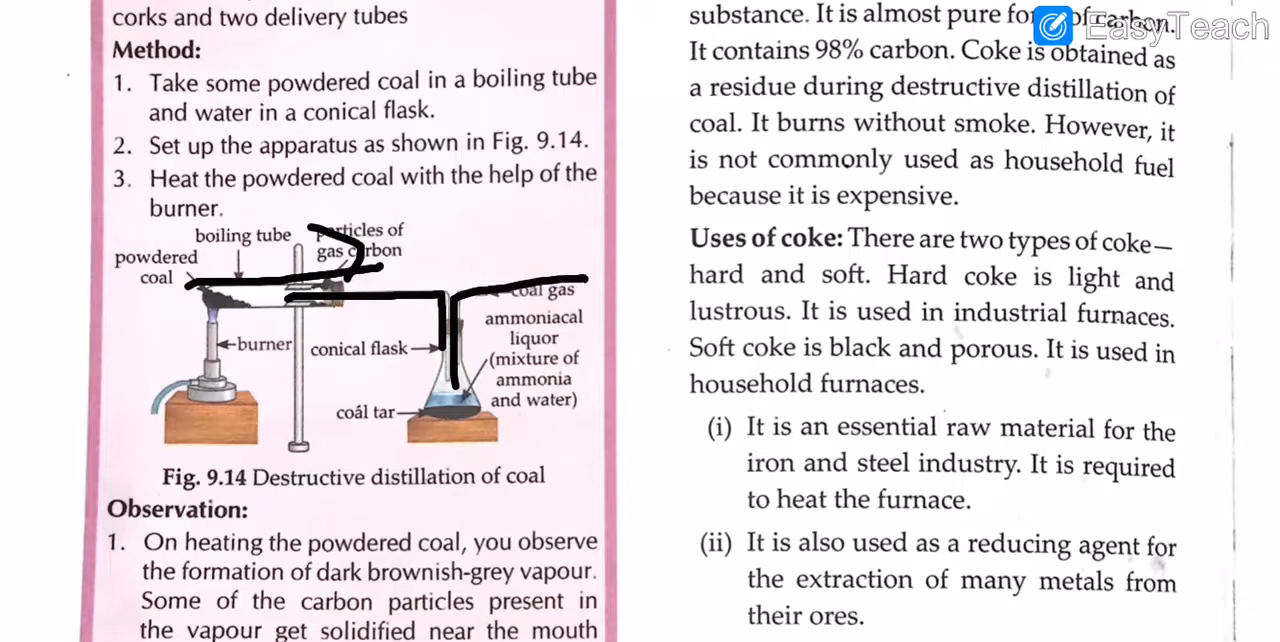 corks and two delivery tubes
Method:
1. Take some powdered coal in a boiling tube
and water in a conical flask.
2. Set up the apparatus as shown in Fig. 9.14.
3. Heat the powdered coal with the help of the
burner.
boiling tube
particles of
gas carbon
powdered
coal
burner
conical flask
coal gas
ammoniacal
liquor
(mixture of
ammonia
and water)
coal tar
Fig. 9.14 Destructive distillation of coal
Observation:
1. On heating the powdered coal, you observe
the formation of dark brownish-grey vapour.
Some of the carbon particles present in
the vapour get solidified near the mouth
substance. It is almost pure of carbon.
EasyTeach
It contains 98% carbon. Coke is obtained as
a residue during destructive distillation of
coal. It burns without smoke. However, it
is not commonly used as household fuel
because it is expensive.
Uses of coke: There are two types of coke—
hard and soft. Hard coke is light and
lustrous. It is used in industrial furnaces.
Soft coke is black and porous. It is used in
household furnaces.
(i) It is an essential raw material for the
iron and steel industry. It is required
to heat the furnace.
(ii) It is also used as a reducing agent for
the extraction of many metals from
their ores.